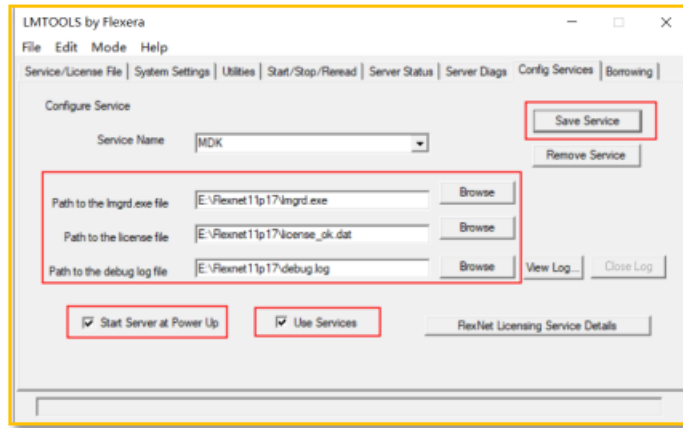 LMTOOLS by Flexera
File Edit Mode Help
Service/License File System Settings Utilities Start/Stop/Reread Server Status Server Diags Config Services Borrowing
Configure Service
Save Service
Service Name MDK
Remove Service
Path to the lmgrd.exe file E:\Flexnet11p17\lmgrd.exe Browse
Path to the license file E:\Flexnet11p17\license_ok.dat Browse
Path to the debug log file E:\Flexnet11p17\debug.log Browse View Log... Close Log
Start Server at Power Up Use Services FlexNet Licensing Service Details